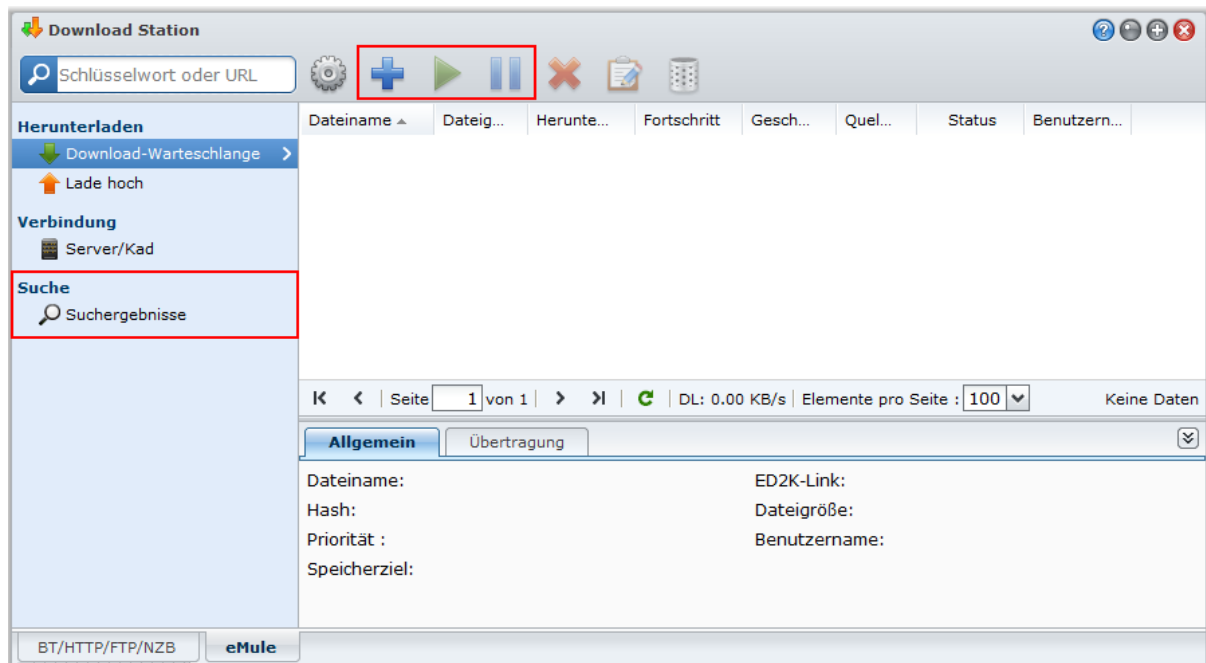 Download Station
Schlüsselwort oder URL
Herunterladen
Download-Warteschlange
Lade hoch
Verbindung
Server/Kad
Suche
Suchergebnisse
Dateiname Dateig... Herunte... Fortschritt Gesch... Quel... Status Benutzern...
Seite 1 von 1 DL: 0.00 KB/s Elemente pro Seite : 100 Keine Daten
Allgemein Übertragung
Dateiname: ED2K-Link:
Hash: Dateigröße:
Priorität : Benutzername:
Speicherziel:
BT/HTTP/FTP/NZB eMule